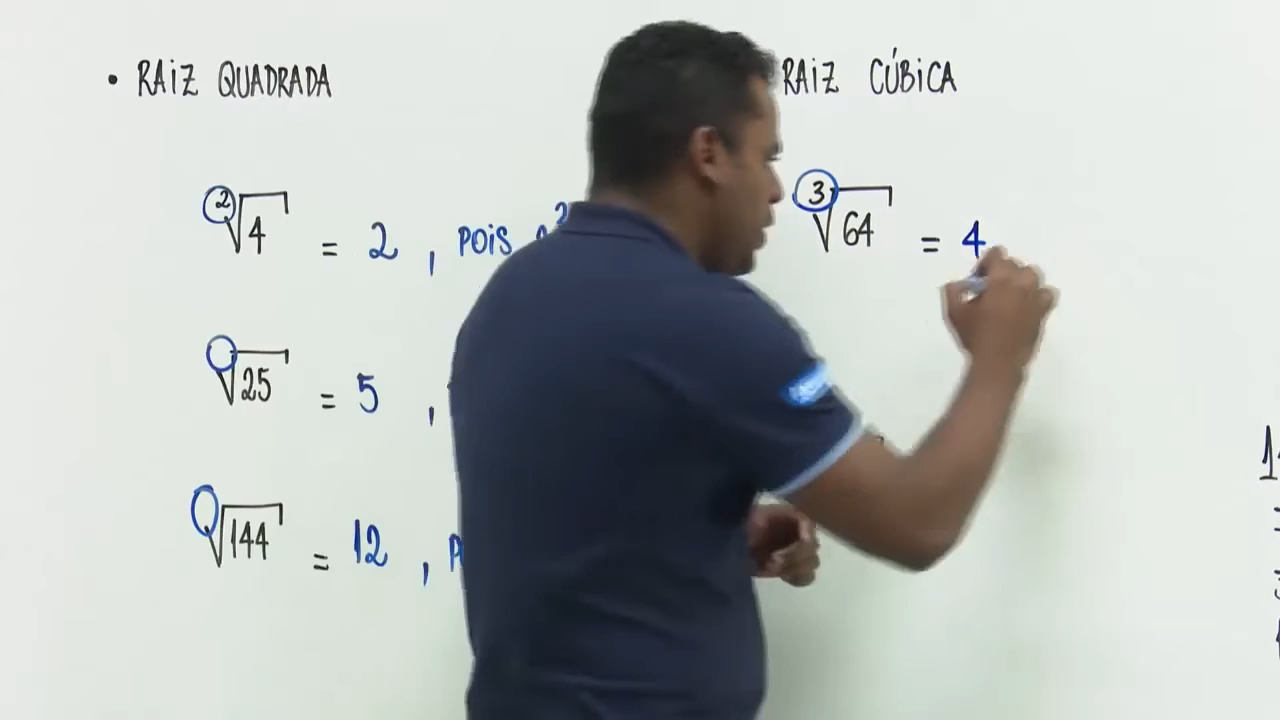 • RAIZ QUADRADA
RAIZ CÚBICA
²√4 = 2 , POIS
³√64 = 4
√25 = 5 ,
√144 = 12 ,